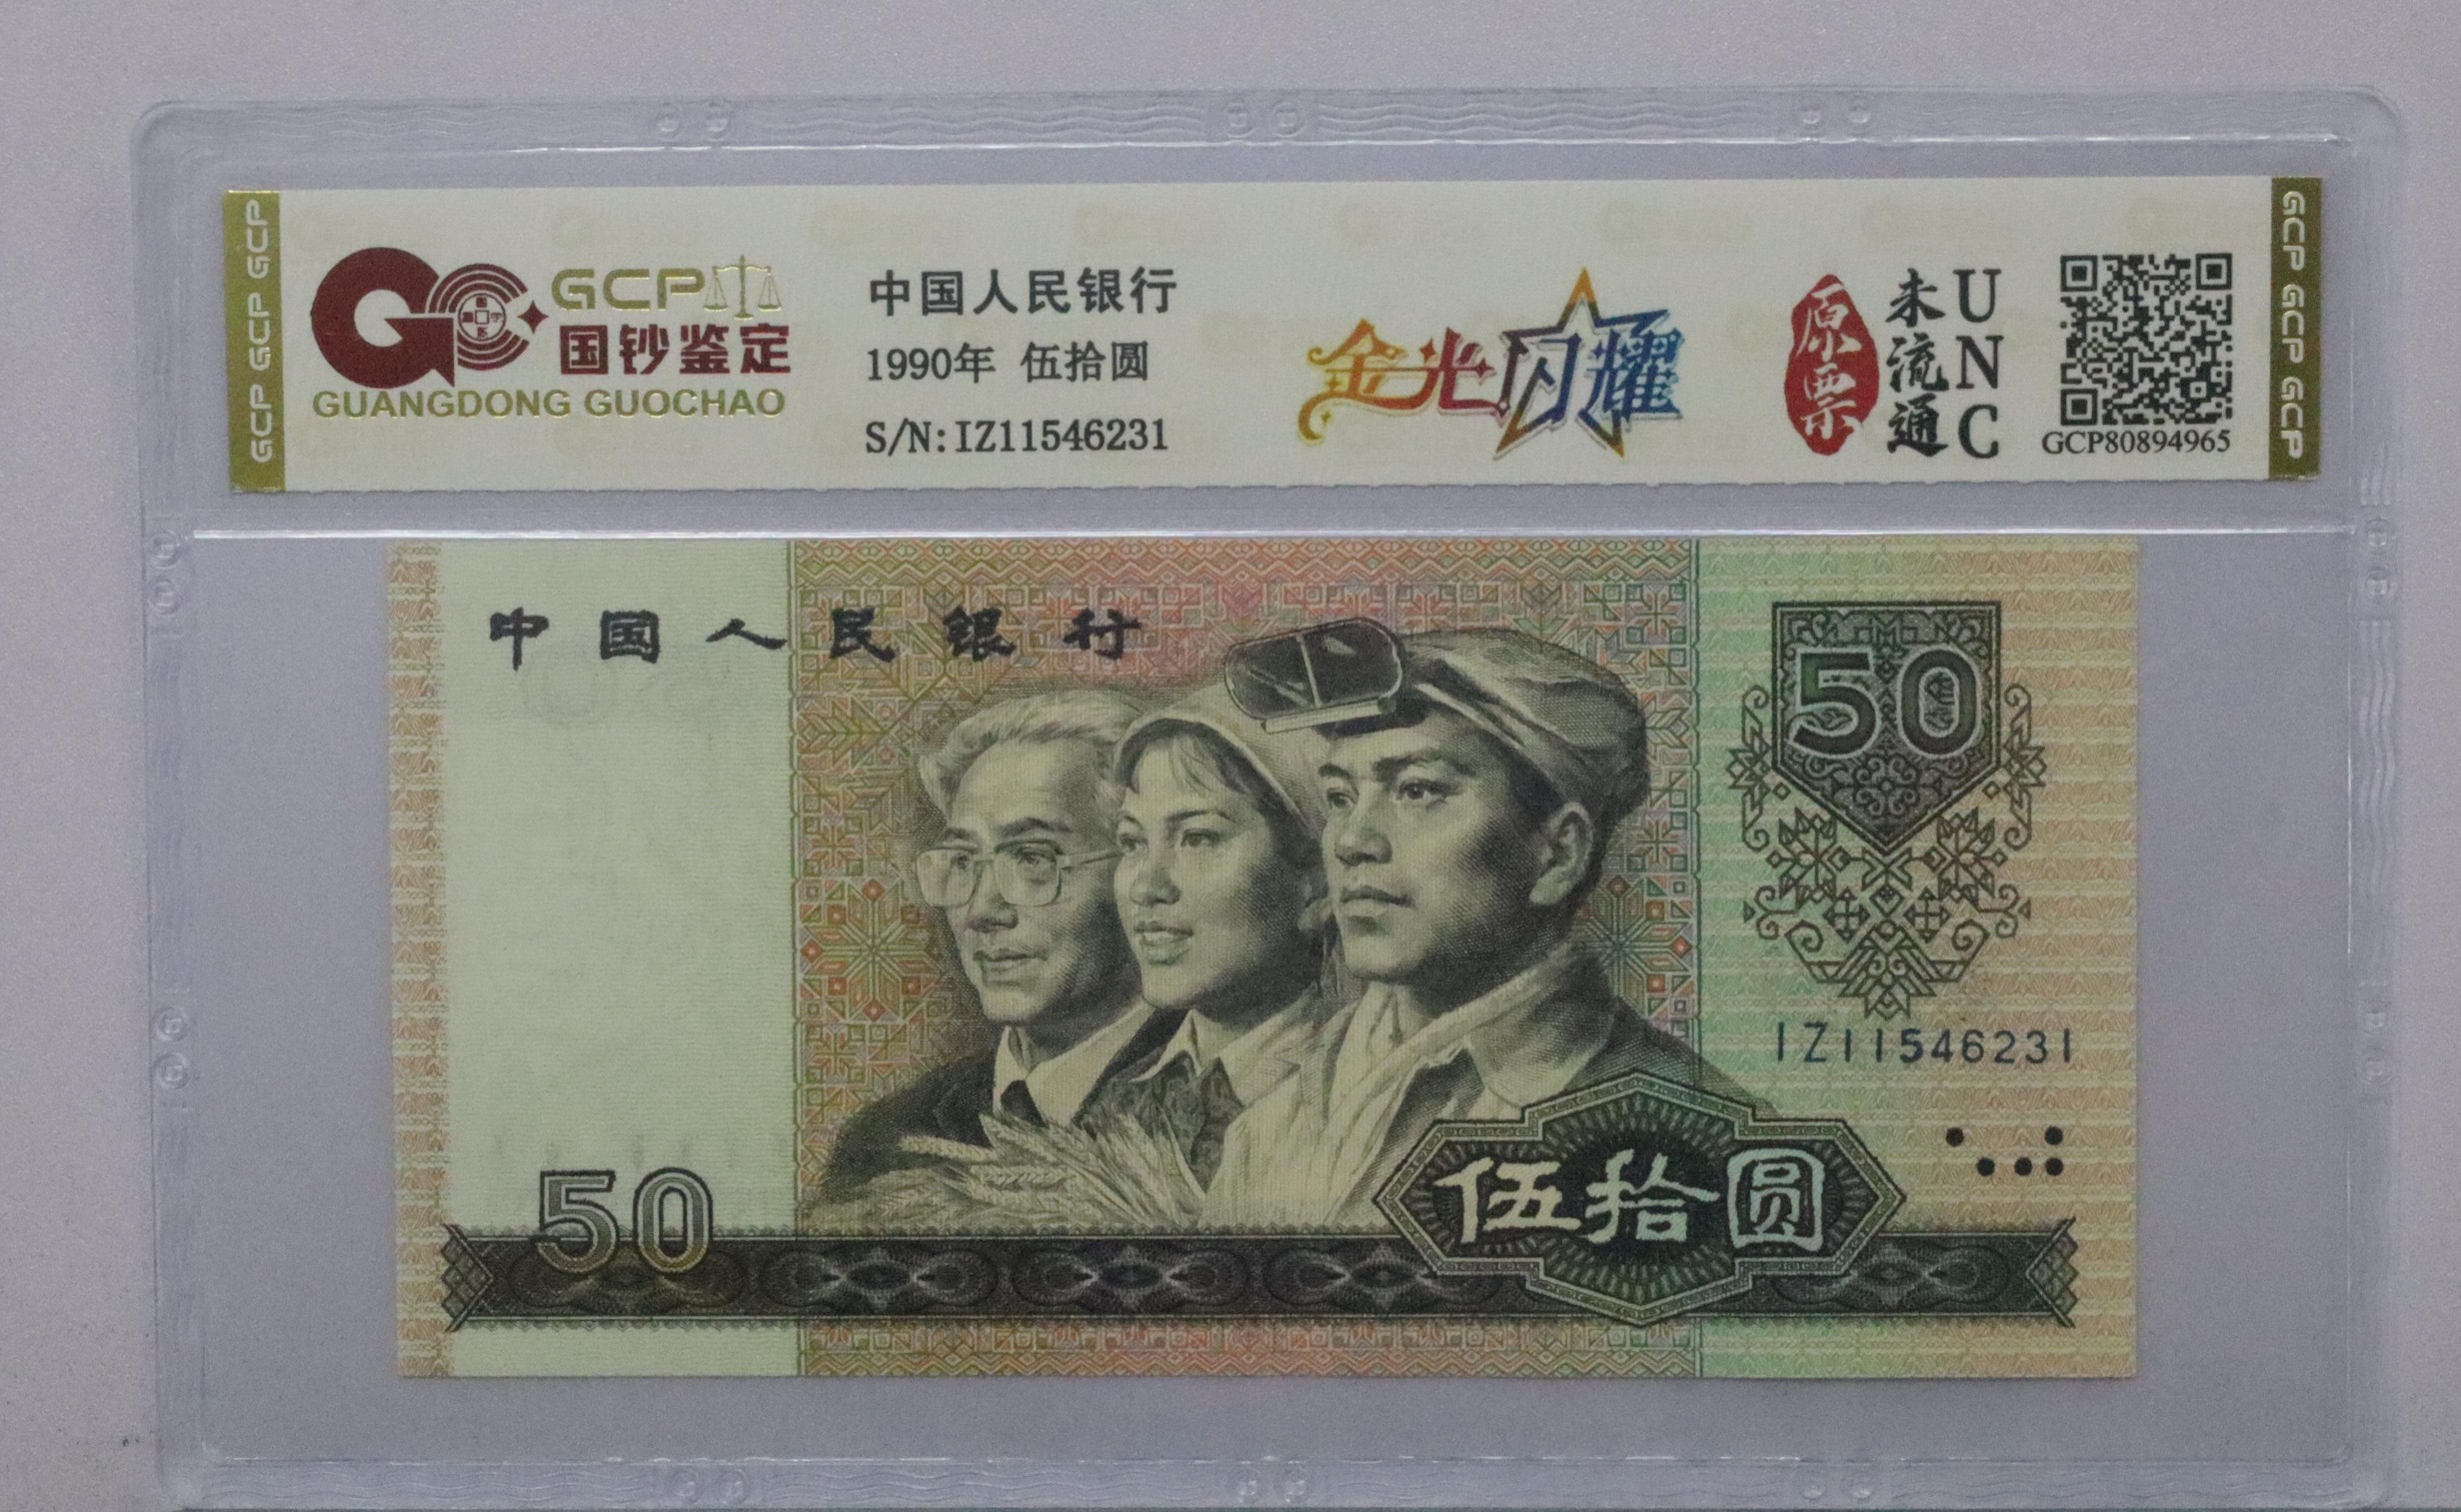 GCP GCP GCP
GCP
国钞鉴定
GUANGDONG GUOCHAO
中国人民银行
1990年 伍拾圆
S/N:IZ11546231
金光闪耀
原票
未流通
UNC
GCP80894965
GCP GCP GCP
中国人民银行
50
IZ11546231
50
伍拾圆